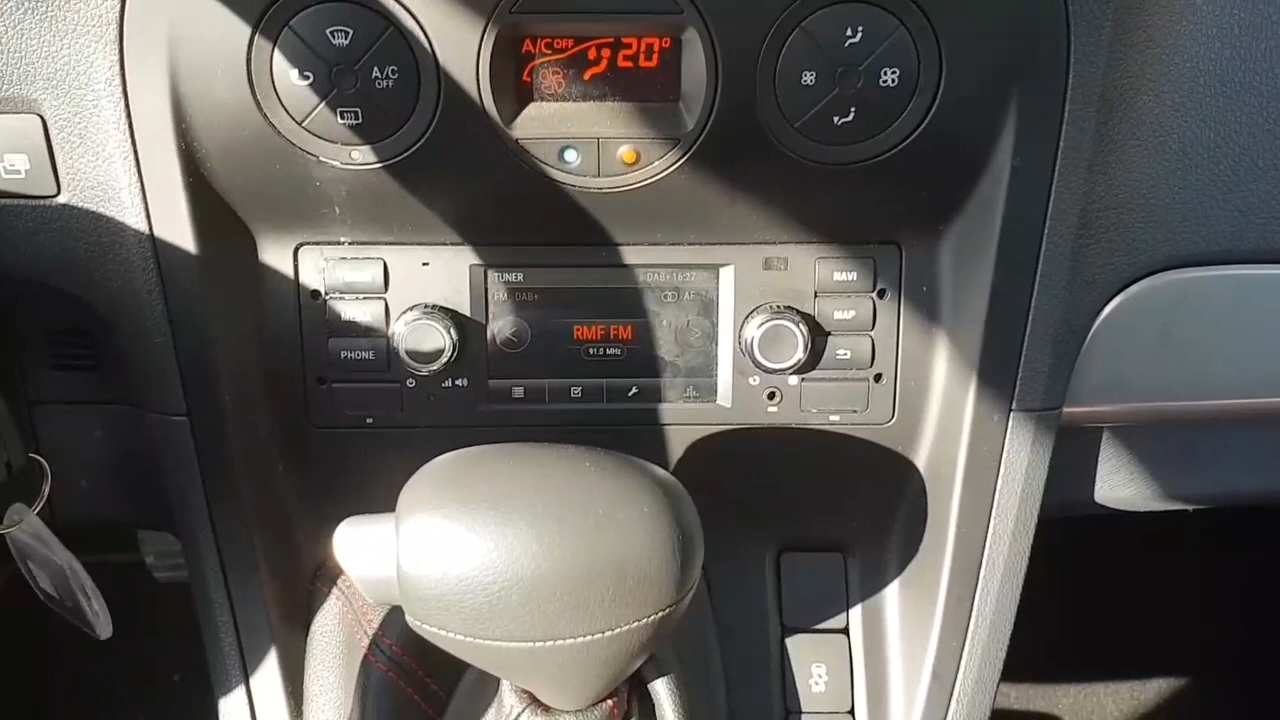 A/C OFF 20°
A/C
OFF
TUNER DAB+ 16:27
FM DAB+ AF
RMF FM
91.0 MHz
PHONE
NAVI
MAP